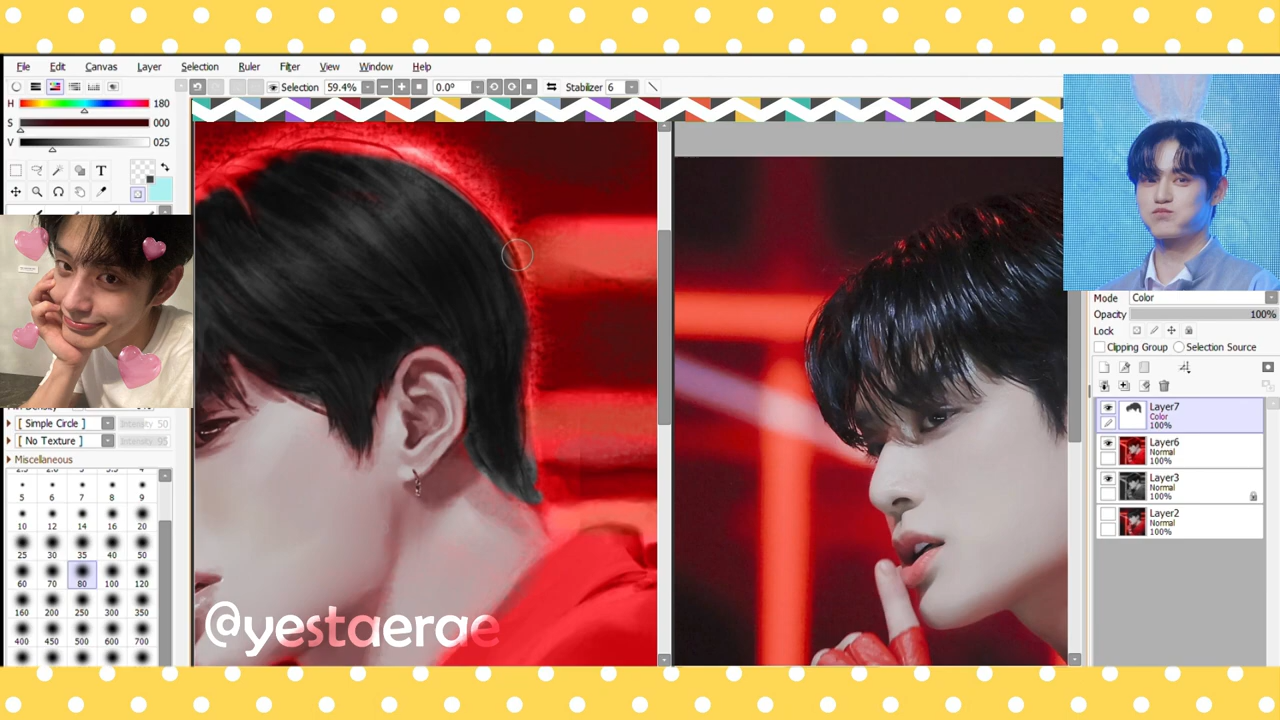 File Edit Canvas Layer Selection Ruler Filter View Window Help
Selection 59.4% 0.0° Stabilizer 6
H 180
S 000
V 025
T
Mode Color
Opacity 100%
Lock
Clipping Group Selection Source
Layer7
Color
100%
Layer6
Normal
100%
Layer3
Normal
100%
Layer2
Normal
100%
[ Simple Circle ] Intensity 50
[ No Texture ] Intensity 95
Miscellaneous
5 6 7 8 9
10 12 14 16 20
25 30 35 40 50
60 70 80 100 120
160 200 250 300 350
400 450 500 600 700
@yestaerae